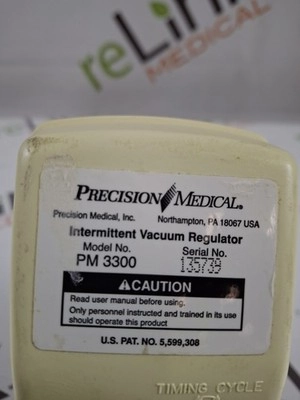 reLink
MEDICAL
PRECISION MEDICAL®
Precision Medical, Inc. Northampton, PA 18067 USA
Intermittent Vacuum Regulator
Model No. Serial No.
PM 3300 135739
CAUTION
Read user manual before using.
Only personnel instructed and trained in its use
should operate this product
U.S. PAT. NO. 5,599,308
TIMING CYCLE